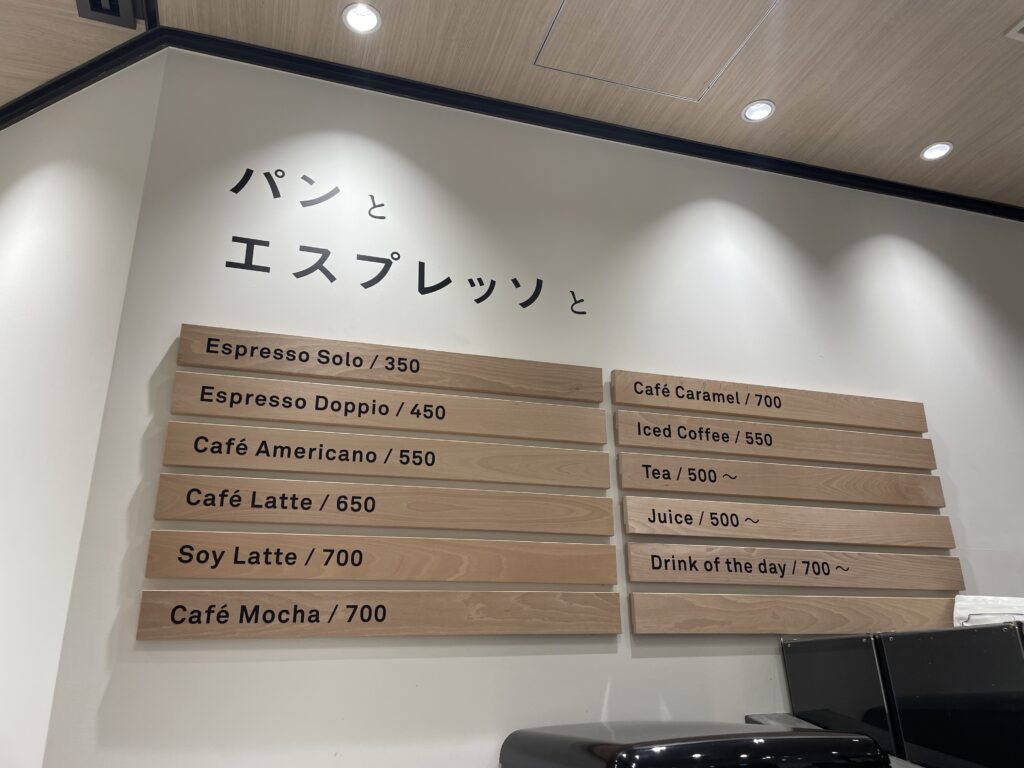 パンと
エスプレッソと
Espresso Solo / 350
Espresso Doppio / 450
Café Americano / 550
Café Latte / 650
Soy Latte / 700
Café Mocha / 700
Café Caramel / 700
Iced Coffee / 550
Tea / 500 〜
Juice / 500 〜
Drink of the day / 700 〜